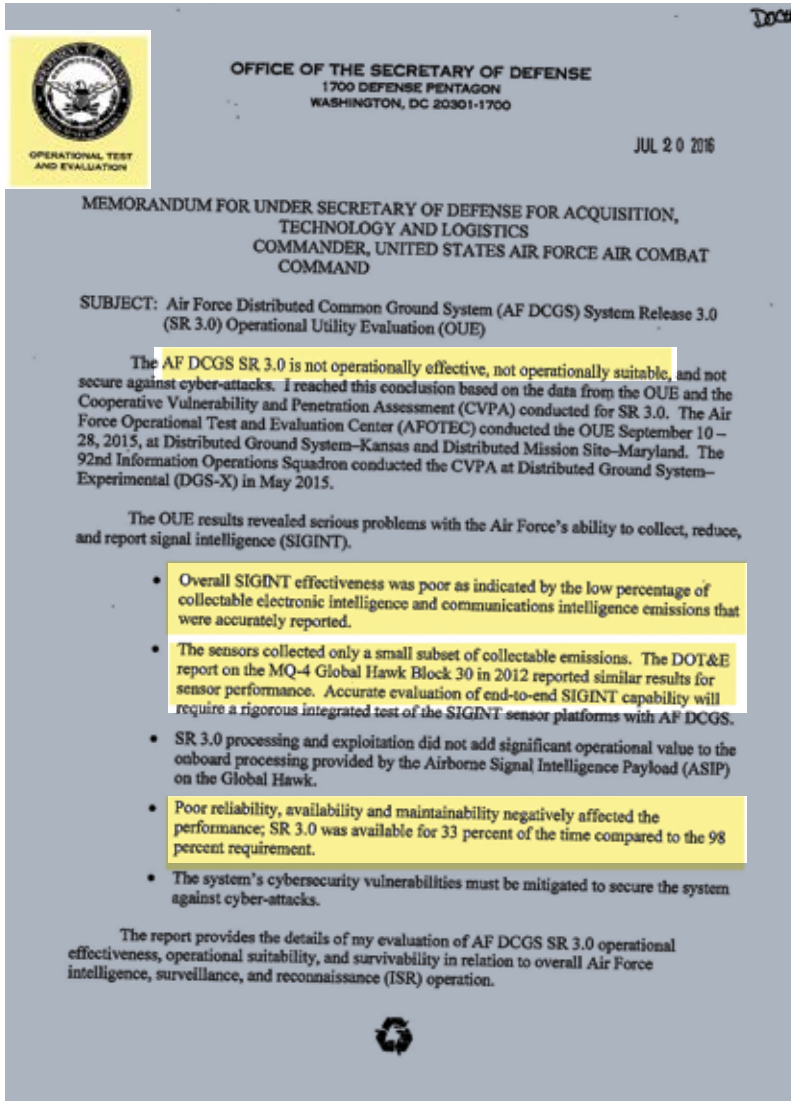 DOC
OFFICE OF THE SECRETARY OF DEFENSE
1700 DEFENSE PENTAGON
WASHINGTON, DC 20301-1700
OPERATIONAL TEST
AND EVALUATION
JUL 20 2016
MEMORANDUM FOR UNDER SECRETARY OF DEFENSE FOR ACQUISITION,
TECHNOLOGY AND LOGISTICS
COMMANDER, UNITED STATES AIR FORCE AIR COMBAT
COMMAND
SUBJECT: Air Force Distributed Common Ground System (AF DCGS) System Release 3.0
(SR 3.0) Operational Utility Evaluation (OUE)
The AF DCGS SR 3.0 is not operationally effective, not operationally suitable, and not
secure against cyber-attacks. I reached this conclusion based on the data from the OUE and the
Cooperative Vulnerability and Penetration Assessment (CVPA) conducted for SR 3.0. The Air
Force Operational Test and Evaluation Center (AFOTEC) conducted the OUE September 10 –
28, 2015, at Distributed Ground System–Kansas and Distributed Mission Site–Maryland. The
92nd Information Operations Squadron conducted the CVPA at Distributed Ground System–
Experimental (DGS-X) in May 2015.
The OUE results revealed serious problems with the Air Force's ability to collect, reduce,
and report signal intelligence (SIGINT).
• Overall SIGINT effectiveness was poor as indicated by the low percentage of
collectable electronic intelligence and communications intelligence emissions that
were accurately reported.
• The sensors collected only a small subset of collectable emissions. The DOT&E
report on the MQ-4 Global Hawk Block 30 in 2012 reported similar results for
sensor performance. Accurate evaluation of end-to-end SIGINT capability will
require a rigorous integrated test of the SIGINT sensor platforms with AF DCGS.
• SR 3.0 processing and exploitation did not add significant operational value to the
onboard processing provided by the Airborne Signal Intelligence Payload (ASIP)
on the Global Hawk.
• Poor reliability, availability and maintainability negatively affected the
performance; SR 3.0 was available for 33 percent of the time compared to the 98
percent requirement.
• The system's cybersecurity vulnerabilities must be mitigated to secure the system
against cyber-attacks.
The report provides the details of my evaluation of AF DCGS SR 3.0 operational
effectiveness, operational suitability, and survivability in relation to overall Air Force
intelligence, surveillance, and reconnaissance (ISR) operation.